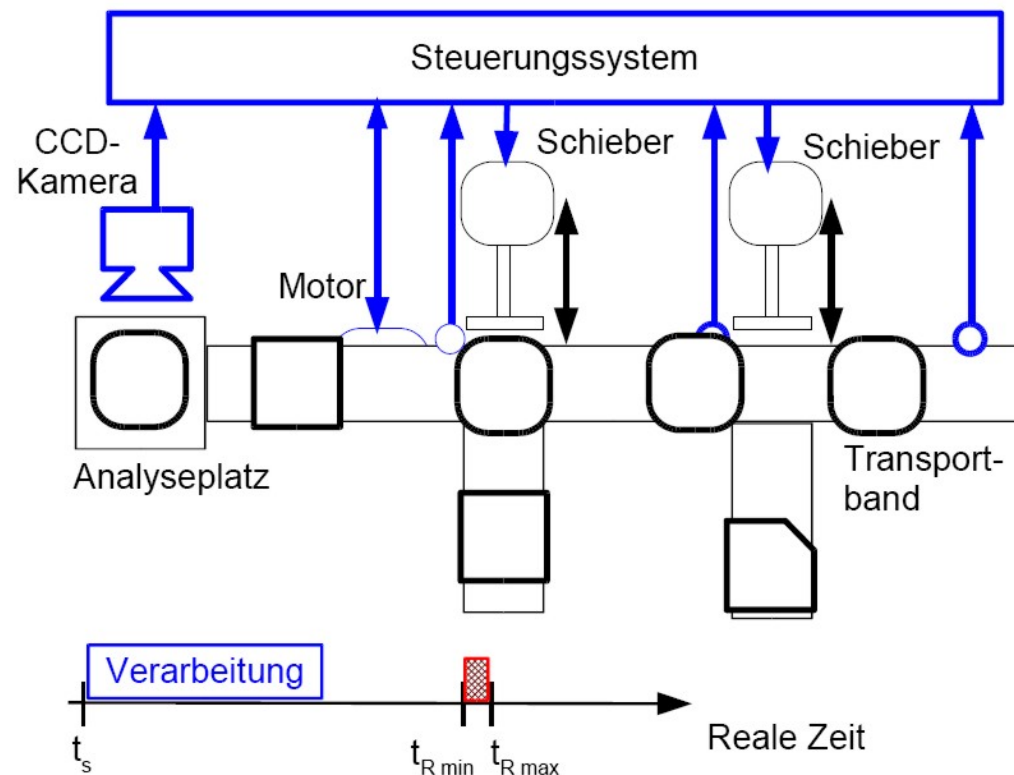 Steuerungssystem
CCD-
Kamera
Schieber
Schieber
Motor
Analyseplatz
Transport-
band
Verarbeitung
t_s
t_R min
t_R max
Reale Zeit